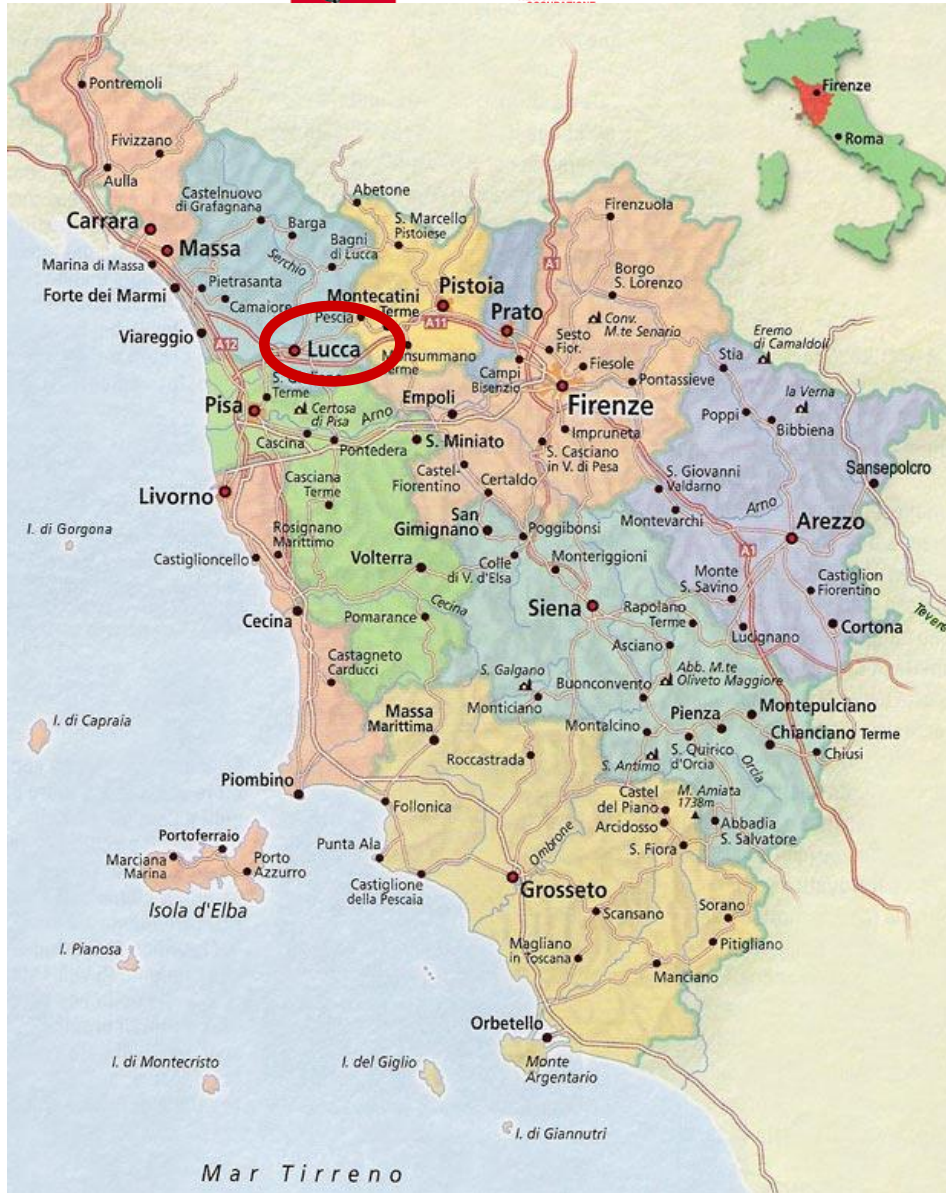 Pontremoli
Firenze
Fivizzano
Roma
Aulla
Castelnuovo
di Grafagnana
Abetone
Firenzuola
Carrara
Barga
S. Marcello
Pistoiese
Massa
Serchio
Bagni
di Lucca
A1
Marina di Massa
Borgo
S. Lorenzo
Pietrasanta
Forte dei Marmi
Camaiore
Montecatini
Terme
Pistoia
Pescia
Prato
Conv.
M.te Senario
Viareggio
A12
A11
Lucca
Monsummano
Terme
Sesto
Fior.
Eremo
di Camaldoli
Stia
Campi
Bisenzio
Fiesole
Pontassieve
la Verna
S. Giuliano
Terme
Pisa
Certosa
di Pisa
Arno
Empoli
Firenze
Poppi
Bibbiena
Cascina
Pontedera
S. Miniato
Impruneta
S. Casciano
in V. di Pesa
Sansepolcro
Castel-
Fiorentino
Certaldo
S. Giovanni
Valdarno
Casciana
Terme
Livorno
Arno
I. di Gorgona
Rosignano
Marittimo
San
Gimignano
Poggibonsi
Montevarchi
Arezzo
Castiglioncello
Volterra
Colle
di V. d'Elsa
Monteriggioni
A1
Monte
S. Savino
Castiglion
Fiorentino
Cecina
Cecina
Pomarance
Siena
Rapolano
Terme
Lucignano
Cortona
Tevere
Asciano
Castagneto
Carducci
S. Galgano
Monticiano
Buonconvento
Abb. M.te
Oliveto Maggiore
I. di Capraia
Massa
Marittima
Montalcino
Pienza
Montepulciano
Chianciano Terme
Roccastrada
S. Antimo
S. Quirico
d'Orcia
Orcia
Chiusi
Piombino
Follonica
Castel
del Piano
M. Amiata
1738m
Arcidosso
Abbadia
S. Salvatore
Portoferraio
Marciana
Marina
Porto
Azzurro
Punta Ala
Ombrone
S. Fiora
Isola d'Elba
Castiglione
della Pescaia
Grosseto
Scansano
Sorano
I. Pianosa
Magliano
in Toscana
Pitigliano
Manciano
Orbetello
I. di Montecristo
I. del Giglio
Monte
Argentario
I. di Giannutri
Mar Tirreno